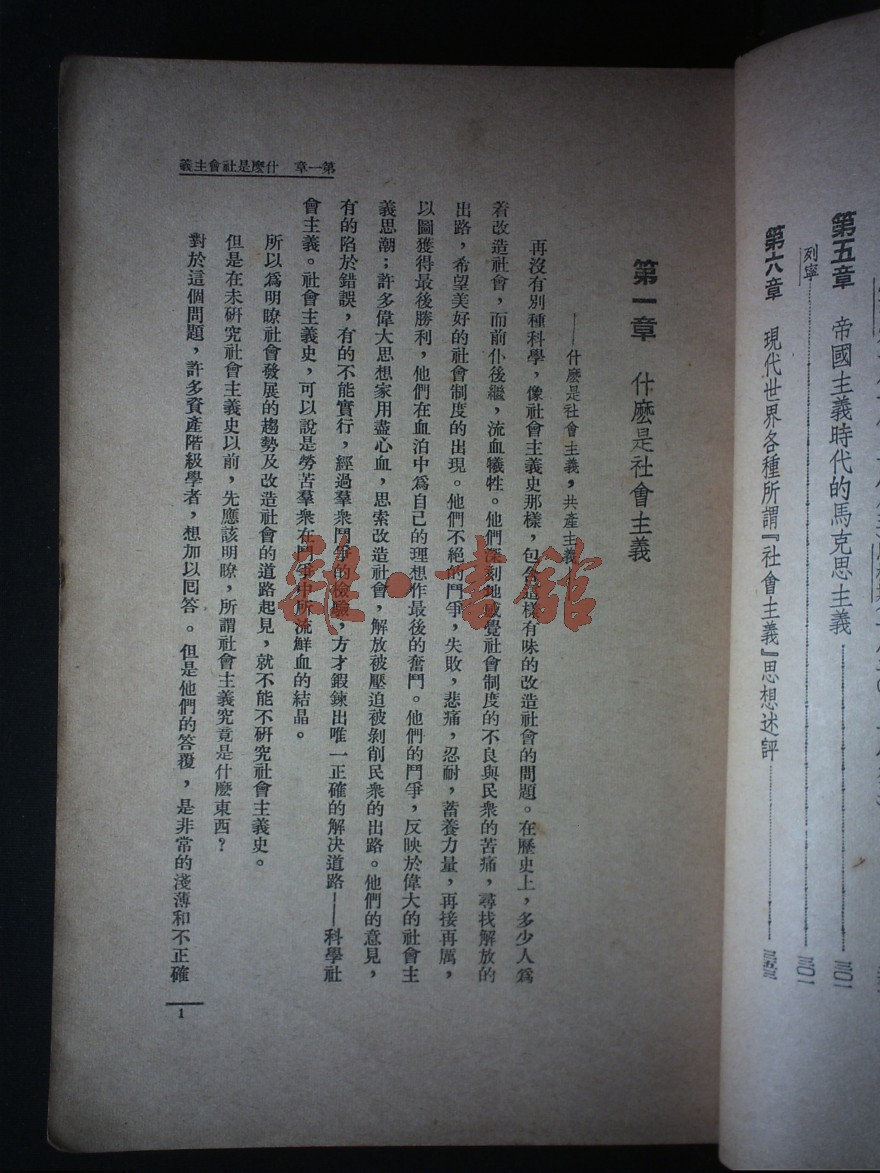 第五章　帝國主義時代的馬克思主義……三〇一
列寧……三〇一
第六章　現代世界各種所謂『社會主義』思想述評……三五三
第一章　什麽是社會主義
第一章　什麽是社會主義
——什麽是社會主義，共產主義——
再沒有別種科學，像社會主義史那樣，包含這樣有味的改造社會的問題。在歷史上，多少人爲
着改造社會，而前仆後繼，流血犧牲。他們深刻地感覺社會制度的不良與民衆的苦痛，尋找解放的
出路，希望美好的社會制度的出現。他們不絕的鬥爭，失敗，悲痛，忍耐，蓄養力量，再接再厲，
以圖獲得最後勝利，他們在血泊中爲自己的理想作最後的奮鬥。他們的鬥爭，反映於偉大的社會主
義思潮；許多偉大思想家用盡心血，思索改造社會，解放被壓迫被剝削民衆的出路。他們的意見，
有的陷於錯誤，有的不能實行，經過羣衆鬥爭的檢驗，方才鍛鍊出唯一正確的解決道路——科學社
會主義。社會主義史，可以說是勞苦羣衆在鬥爭中所流鮮血的結晶。
所以爲明瞭社會發展的趨勢及改造社會的道路起見，就不能不研究社會主義史。
但是在未研究社會主義史以前，先應該明瞭，所謂社會主義究竟是什麽東西？
對於這個問題，許多資產階級學者，想加以囘答。但是他們的答覆，是非常的淺薄和不正確
1
雜·書館